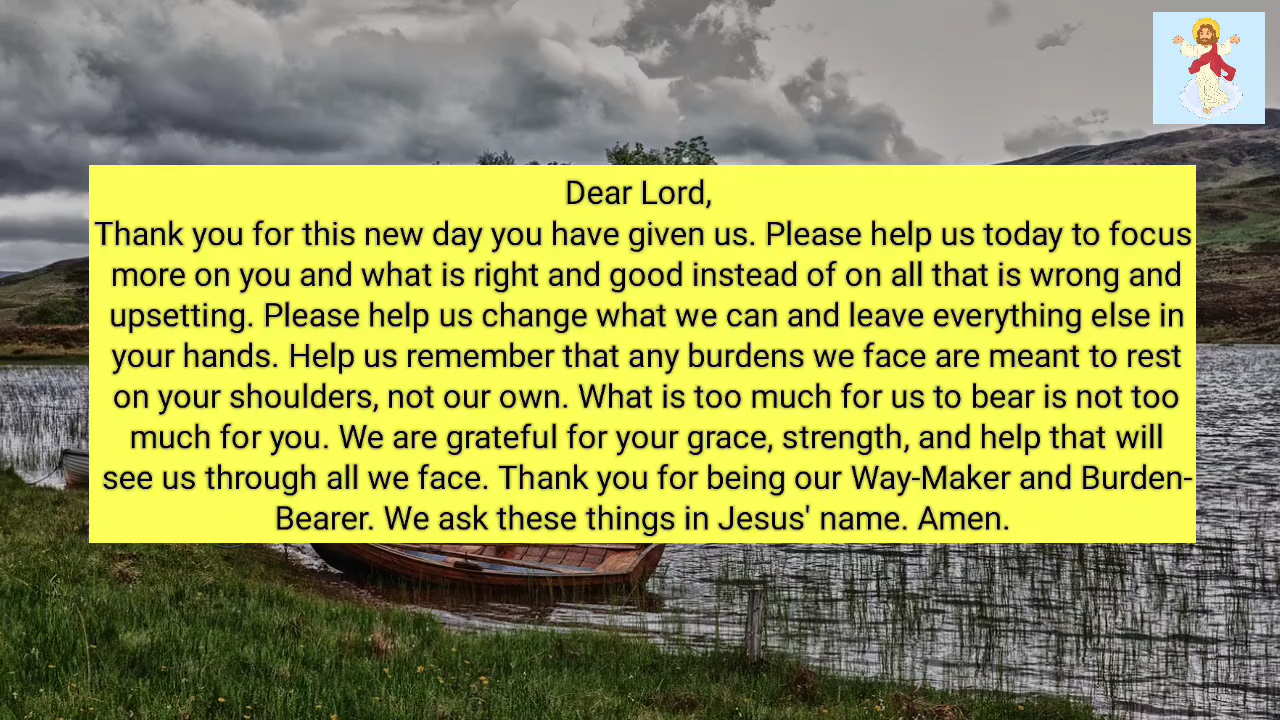 Dear Lord,
Thank you for this new day you have given us. Please help us today to focus
more on you and what is right and good instead of on all that is wrong and
upsetting. Please help us change what we can and leave everything else in
your hands. Help us remember that any burdens we face are meant to rest
on your shoulders, not our own. What is too much for us to bear is not too
much for you. We are grateful for your grace, strength, and help that will
see us through all we face. Thank you for being our Way-Maker and Burden-
Bearer. We ask these things in Jesus' name. Amen.